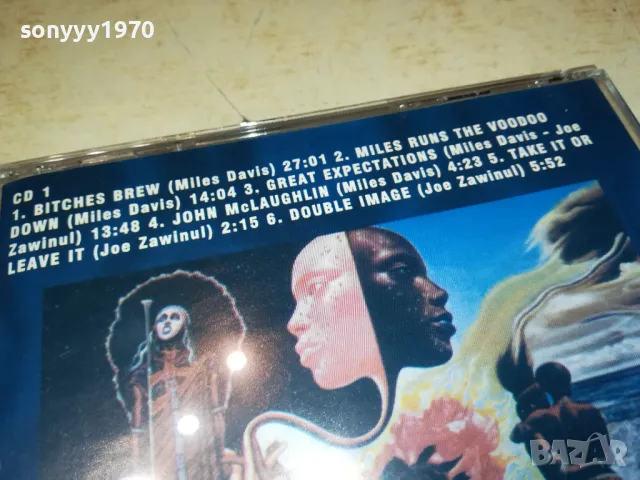 sonyyy1970
CD 1
1. BITCHES BREW (Miles Davis) 27:01 2. MILES RUNS THE VOODOO
DOWN (Miles Davis) 14:04 3. GREAT EXPECTATIONS (Miles Davis - Joe
Zawinul) 13:48 4. JOHN McLAUGHLIN (Miles Davis) 4:23 5. TAKE IT OR
LEAVE IT (Joe Zawinul) 2:15 6. DOUBLE IMAGE (Joe Zawinul) 5:52
bazar